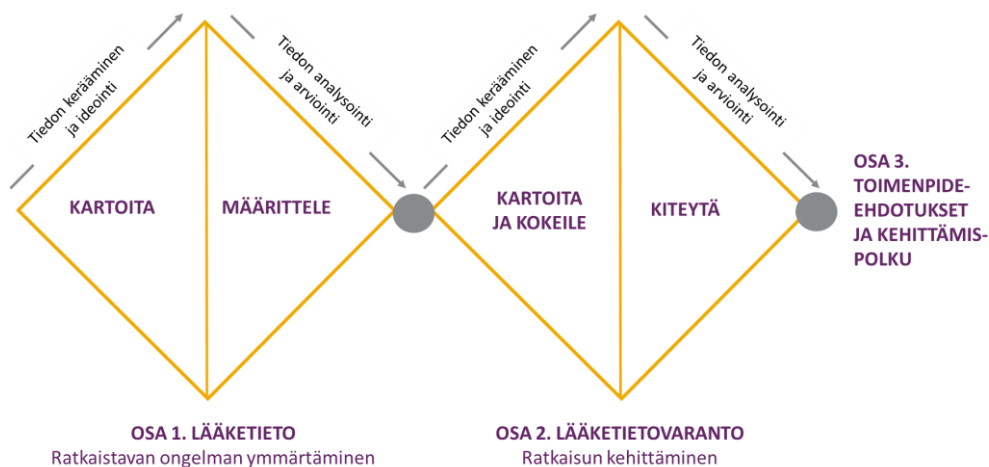 Tiedon kerääminen
ja ideointi
Tiedon analysointi
ja arviointi
Tiedon kerääminen
ja ideointi
Tiedon analysointi
ja arviointi
KARTOITA
MÄÄRITTELE
KARTOITA
JA KOKEILE
KITEYTÄ
OSA 3.
TOIMENPIDE-
EHDOTUKSET
JA KEHITTÄMIS-
POLKU
OSA 1. LÄÄKETIETO
Ratkaistavan ongelman ymmärtäminen
OSA 2. LÄÄKETIETOVARANTO
Ratkaisun kehittäminen